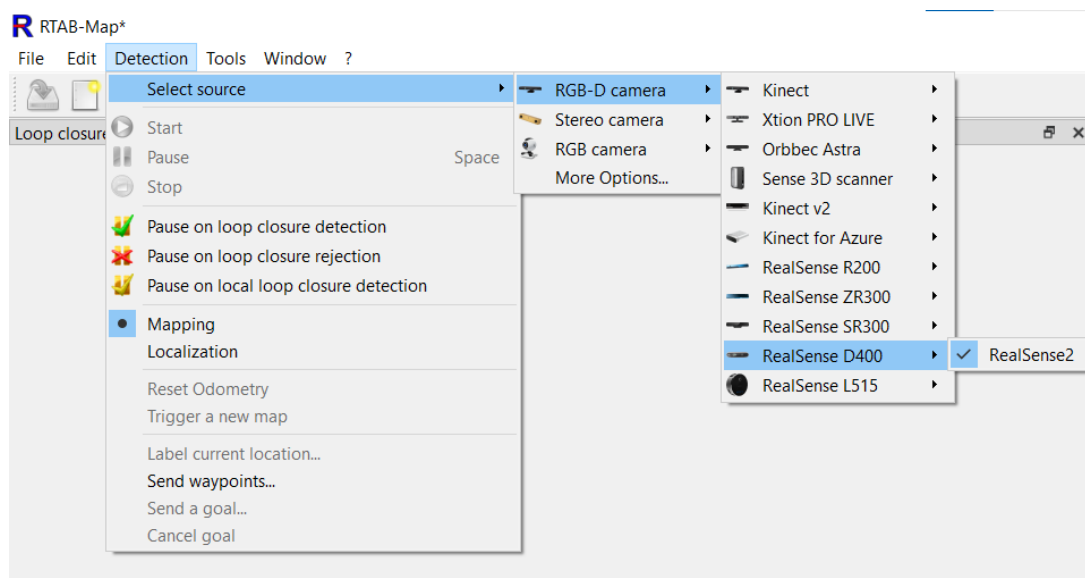 RTAB-Map*
File Edit Detection Tools Window ?
Loop closure
Select source
Start
Pause Space
Stop
Pause on loop closure detection
Pause on loop closure rejection
Pause on local loop closure detection
Mapping
Localization
Reset Odometry
Trigger a new map
Label current location...
Send waypoints...
Send a goal...
Cancel goal
RGB-D camera
Stereo camera
RGB camera
More Options...
Kinect
Xtion PRO LIVE
Orbbec Astra
Sense 3D scanner
Kinect v2
Kinect for Azure
RealSense R200
RealSense ZR300
RealSense SR300
RealSense D400
RealSense L515
RealSense2